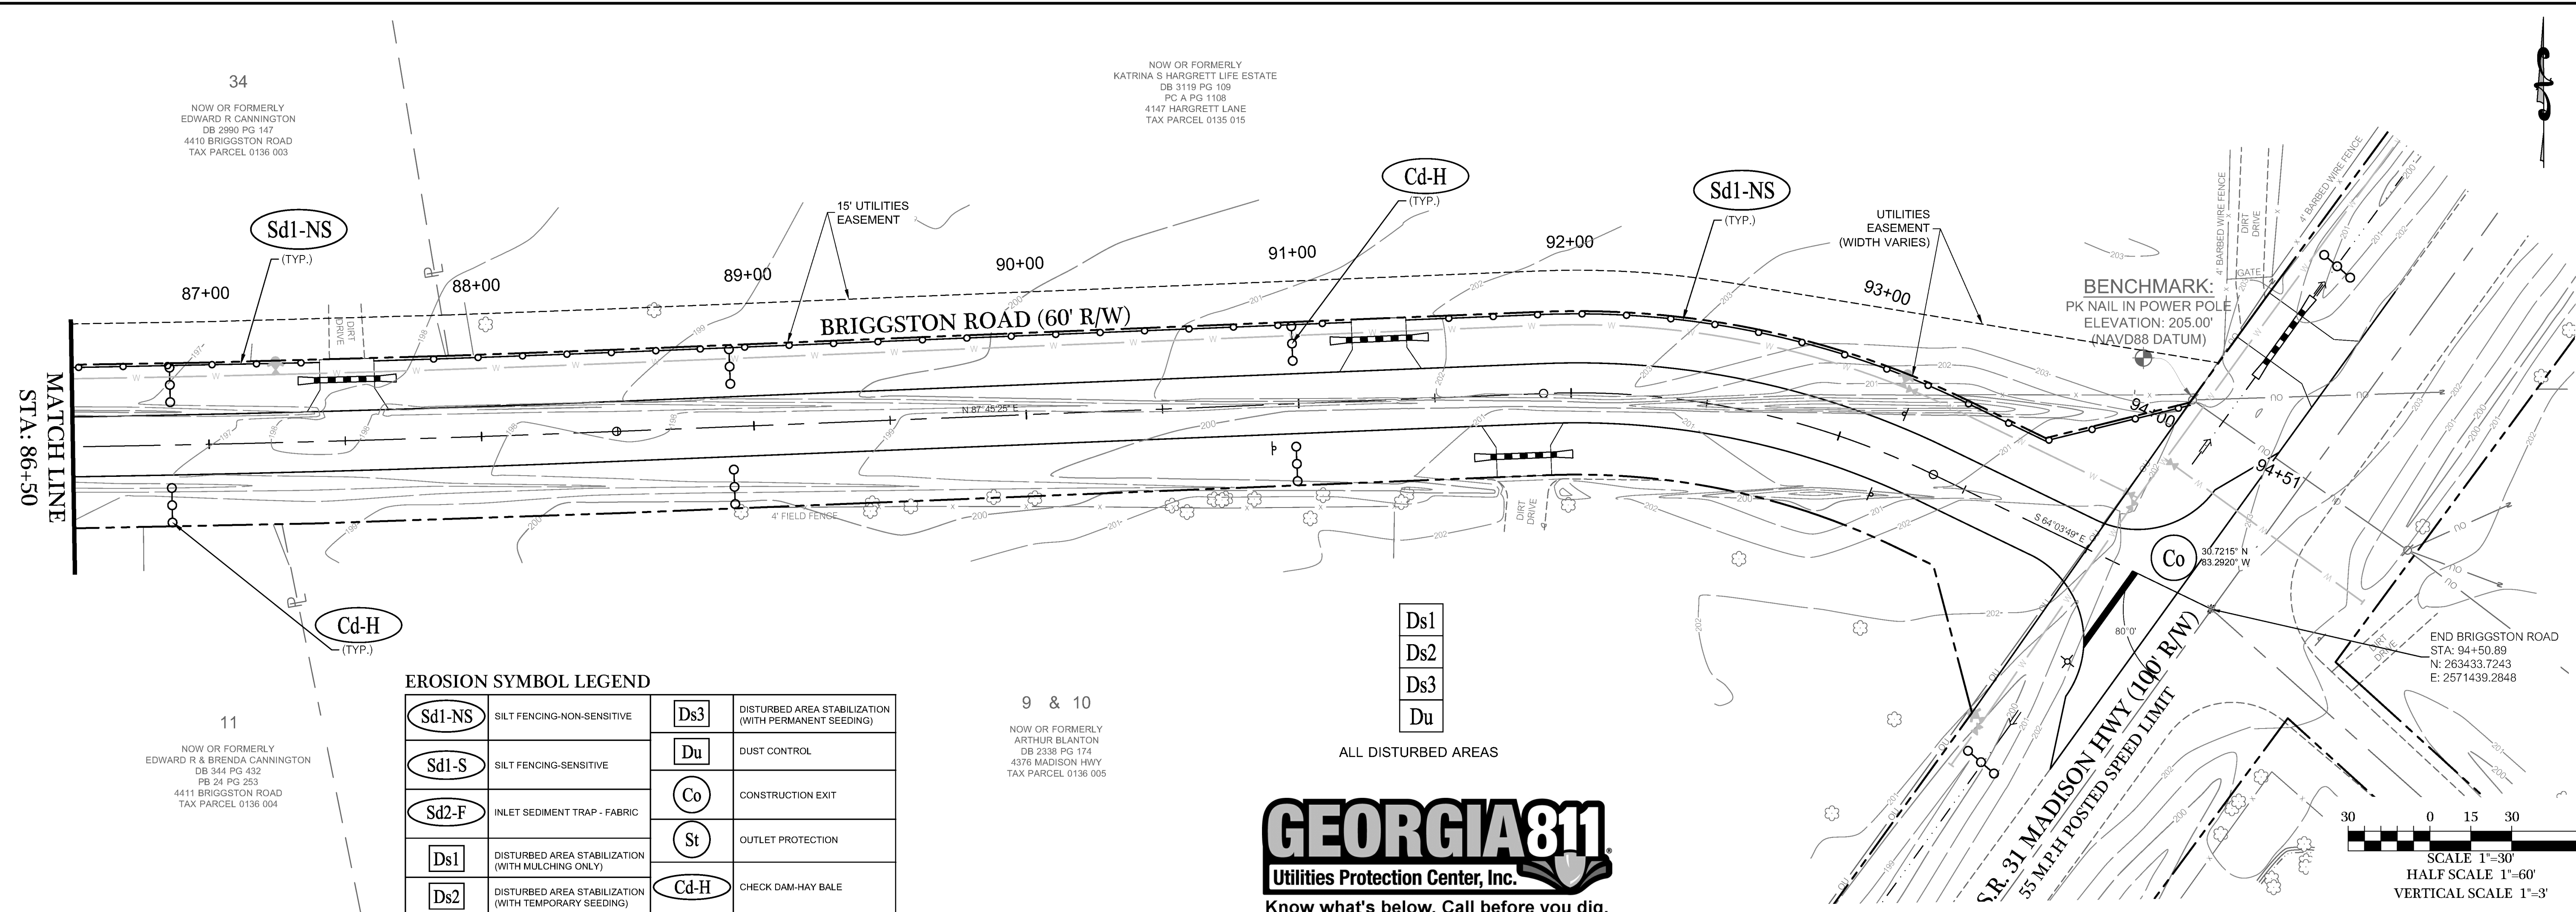 34
NOW OR FORMERLY
EDWARD R CANNINGTON
DB 2990 PG 147
4410 BRIGGSTON ROAD
TAX PARCEL 0136 003
NOW OR FORMERLY
KATRINA S HARGRETT LIFE ESTATE
DB 3119 PG 109
PC A PG 1108
4147 HARGRETT LANE
TAX PARCEL 0135 015
Sd1-NS
(TYP.)
15' UTILITIES
EASEMENT
Cd-H
(TYP.)
Sd1-NS
(TYP.)
UTILITIES
EASEMENT
(WIDTH VARIES)
4' BARBED WIRE FENCE
DIRT
DRIVE
4' BARBED WIRE FENCE
GATE
87+00
88+00
89+00
90+00
91+00
92+00
93+00
94+00
94+51
BENCHMARK:
PK NAIL IN POWER POLE
ELEVATION: 205.00'
(NAVD88 DATUM)
BRIGGSTON ROAD (60' R/W)
DIRT
DRIVE
MATCH LINE
STA: 86+50
N 87°45'25" E
S 64°03'49" E
4' FIELD FENCE
DIRT
DRIVE
Co
30.7215° N
83.2920° W
80°0'
END BRIGGSTON ROAD
STA: 94+50.89
N: 263433.7243
E: 2571439.2848
DIRT
DRIVE
S.R. 31 MADISON HWY (100' R/W)
55 M.P.H POSTED SPEED LIMIT
Cd-H
(TYP.)
11
NOW OR FORMERLY
EDWARD R & BRENDA CANNINGTON
DB 344 PG 432
PB 24 PG 253
4411 BRIGGSTON ROAD
TAX PARCEL 0136 004
EROSION SYMBOL LEGEND
Sd1-NS SILT FENCING-NON-SENSITIVE
Sd1-S SILT FENCING-SENSITIVE
Sd2-F INLET SEDIMENT TRAP - FABRIC
Ds1 DISTURBED AREA STABILIZATION
(WITH MULCHING ONLY)
Ds2 DISTURBED AREA STABILIZATION
(WITH TEMPORARY SEEDING)
Ds3 DISTURBED AREA STABILIZATION
(WITH PERMANENT SEEDING)
Du DUST CONTROL
Co CONSTRUCTION EXIT
St OUTLET PROTECTION
Cd-H CHECK DAM-HAY BALE
9 & 10
NOW OR FORMERLY
ARTHUR BLANTON
DB 2338 PG 174
4376 MADISON HWY
TAX PARCEL 0136 005
Ds1
Ds2
Ds3
Du
ALL DISTURBED AREAS
GEORGIA811
Utilities Protection Center, Inc.
Know what's below. Call before you dig.
30 0 15 30
SCALE 1"=30'
HALF SCALE 1"=60'
VERTICAL SCALE 1"=3'